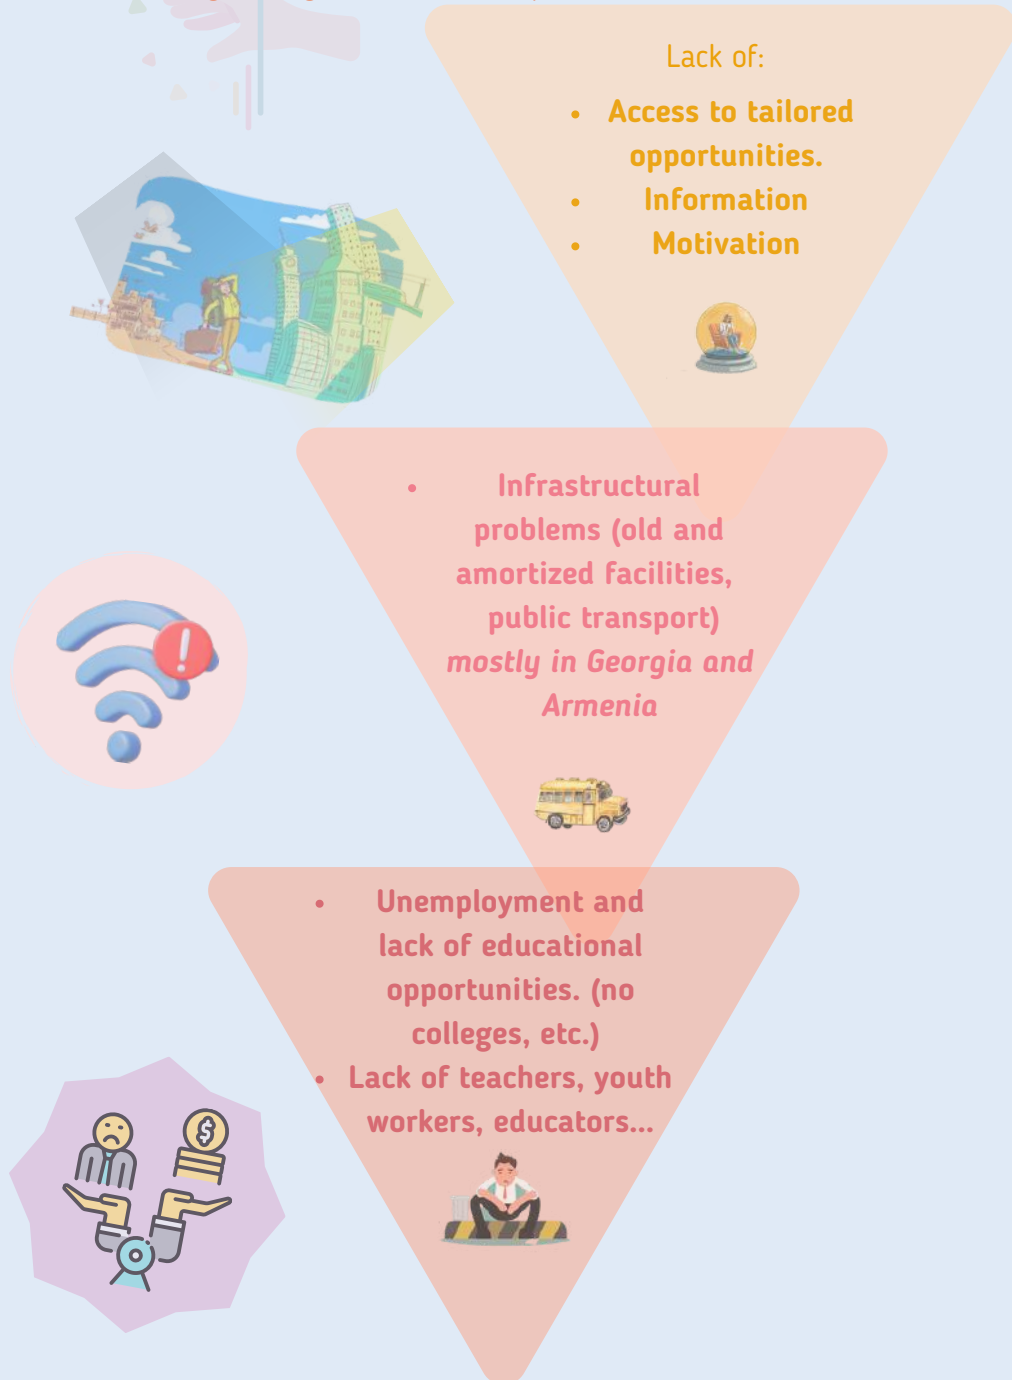 Lack of:
• Access to tailored
opportunities.
• Information
• Motivation
• Infrastructural
problems (old and
amortized facilities,
public transport)
mostly in Georgia and
Armenia
• Unemployment and
lack of educational
opportunities. (no
colleges, etc.)
• Lack of teachers, youth
workers, educators...